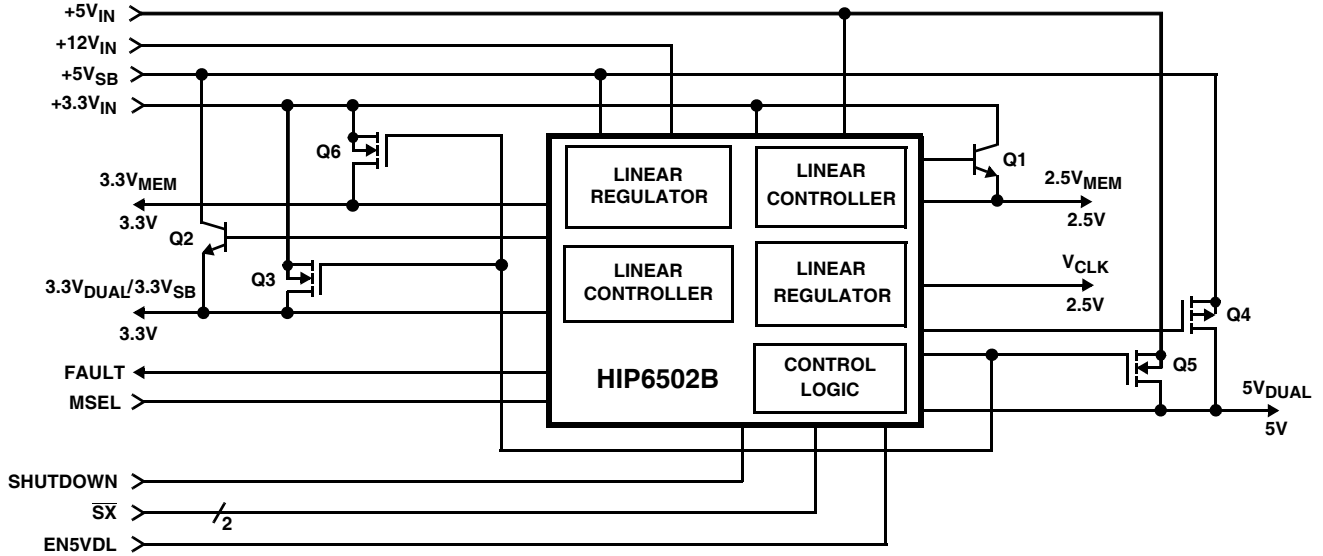 +5VIN
+12VIN
+5VSB
+3.3VIN
Q6
3.3VMEM
3.3V
Q2
Q3
3.3VDUAL/3.3VSB
3.3V
FAULT
MSEL
SHUTDOWN
SX
2
EN5VDL
LINEAR
REGULATOR
LINEAR
CONTROLLER
LINEAR
CONTROLLER
LINEAR
REGULATOR
HIP6502B
CONTROL
LOGIC
Q1
2.5VMEM
2.5V
VCLK
2.5V
Q4
Q5
5VDUAL
5V